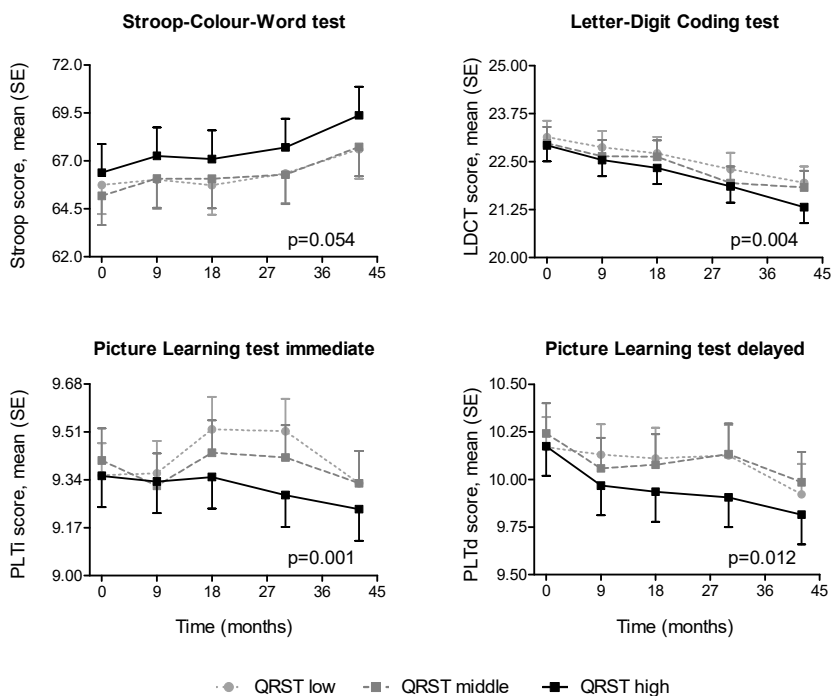 Stroop-Colour-Word test
Stroop score, mean (SE)
72.0
69.5
67.0
64.5
62.0
p=0.054
0 9 18 27 36 45
Letter-Digit Coding test
LDCT score, mean (SE)
25.00
23.75
22.50
21.25
20.00
p=0.004
0 9 18 27 36 45
Picture Learning test immediate
PLTi score, mean (SE)
9.68
9.51
9.34
9.17
9.00
p=0.001
0 9 18 27 36 45
Time (months)
Picture Learning test delayed
PLTd score, mean (SE)
10.50
10.25
10.00
9.75
9.50
p=0.012
0 9 18 27 36 45
Time (months)
QRST low QRST middle QRST high